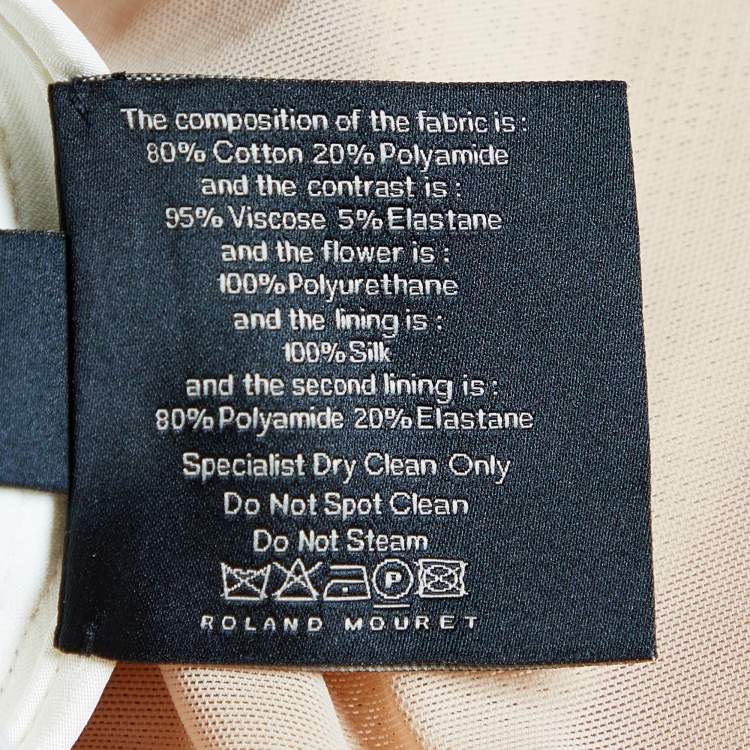 The composition of the fabric is :
80% Cotton 20% Polyamide
and the contrast is :
95% Viscose 5% Elastane
and the flower is :
100% Polyurethane
and the lining is :
100% Silk
and the second lining is :
80% Polyamide 20% Elastane
Specialist Dry Clean Only
Do Not Spot Clean
Do Not Steam
P
ROLAND MOURET